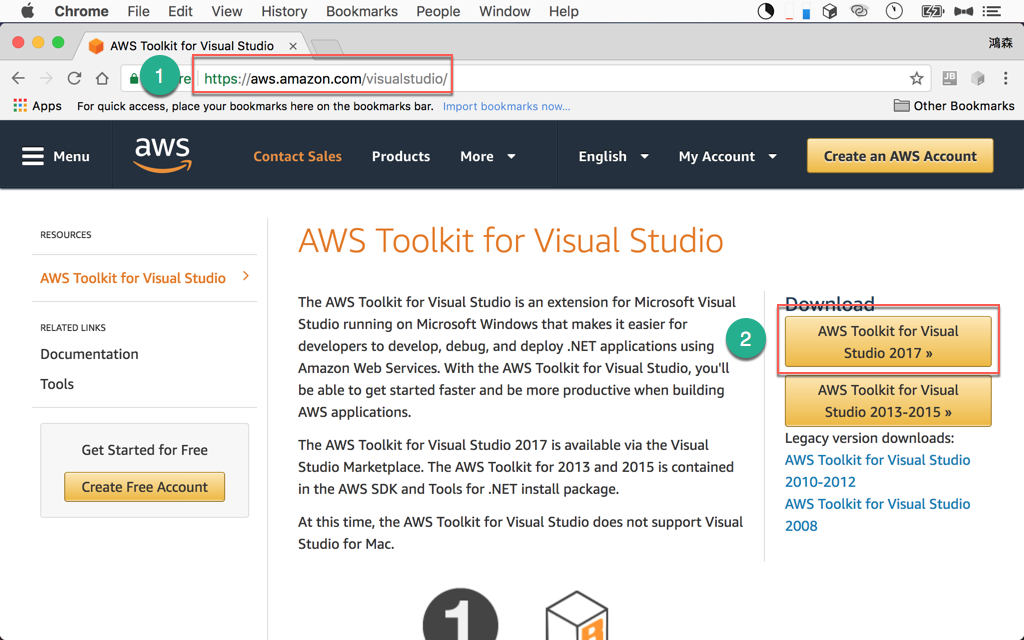 Chrome File Edit View History Bookmarks People Window Help
AWS Toolkit for Visual Studio
鴻森
1
re https://aws.amazon.com/visualstudio/
JB
Apps For quick access, place your bookmarks here on the bookmarks bar. Import bookmarks now... Other Bookmarks
Menu aws Contact Sales Products More English My Account Create an AWS Account
RESOURCES
AWS Toolkit for Visual Studio
RELATED LINKS
Documentation
Tools
Get Started for Free
Create Free Account
AWS Toolkit for Visual Studio
The AWS Toolkit for Visual Studio is an extension for Microsoft Visual
Studio running on Microsoft Windows that makes it easier for
developers to develop, debug, and deploy .NET applications using
Amazon Web Services. With the AWS Toolkit for Visual Studio, you'll
be able to get started faster and be more productive when building
AWS applications.
The AWS Toolkit for Visual Studio 2017 is available via the Visual
Studio Marketplace. The AWS Toolkit for 2013 and 2015 is contained
in the AWS SDK and Tools for .NET install package.
At this time, the AWS Toolkit for Visual Studio does not support Visual
Studio for Mac.
1
Download
2
AWS Toolkit for Visual
Studio 2017 »
AWS Toolkit for Visual
Studio 2013-2015 »
Legacy version downloads:
AWS Toolkit for Visual Studio
2010-2012
AWS Toolkit for Visual Studio
2008